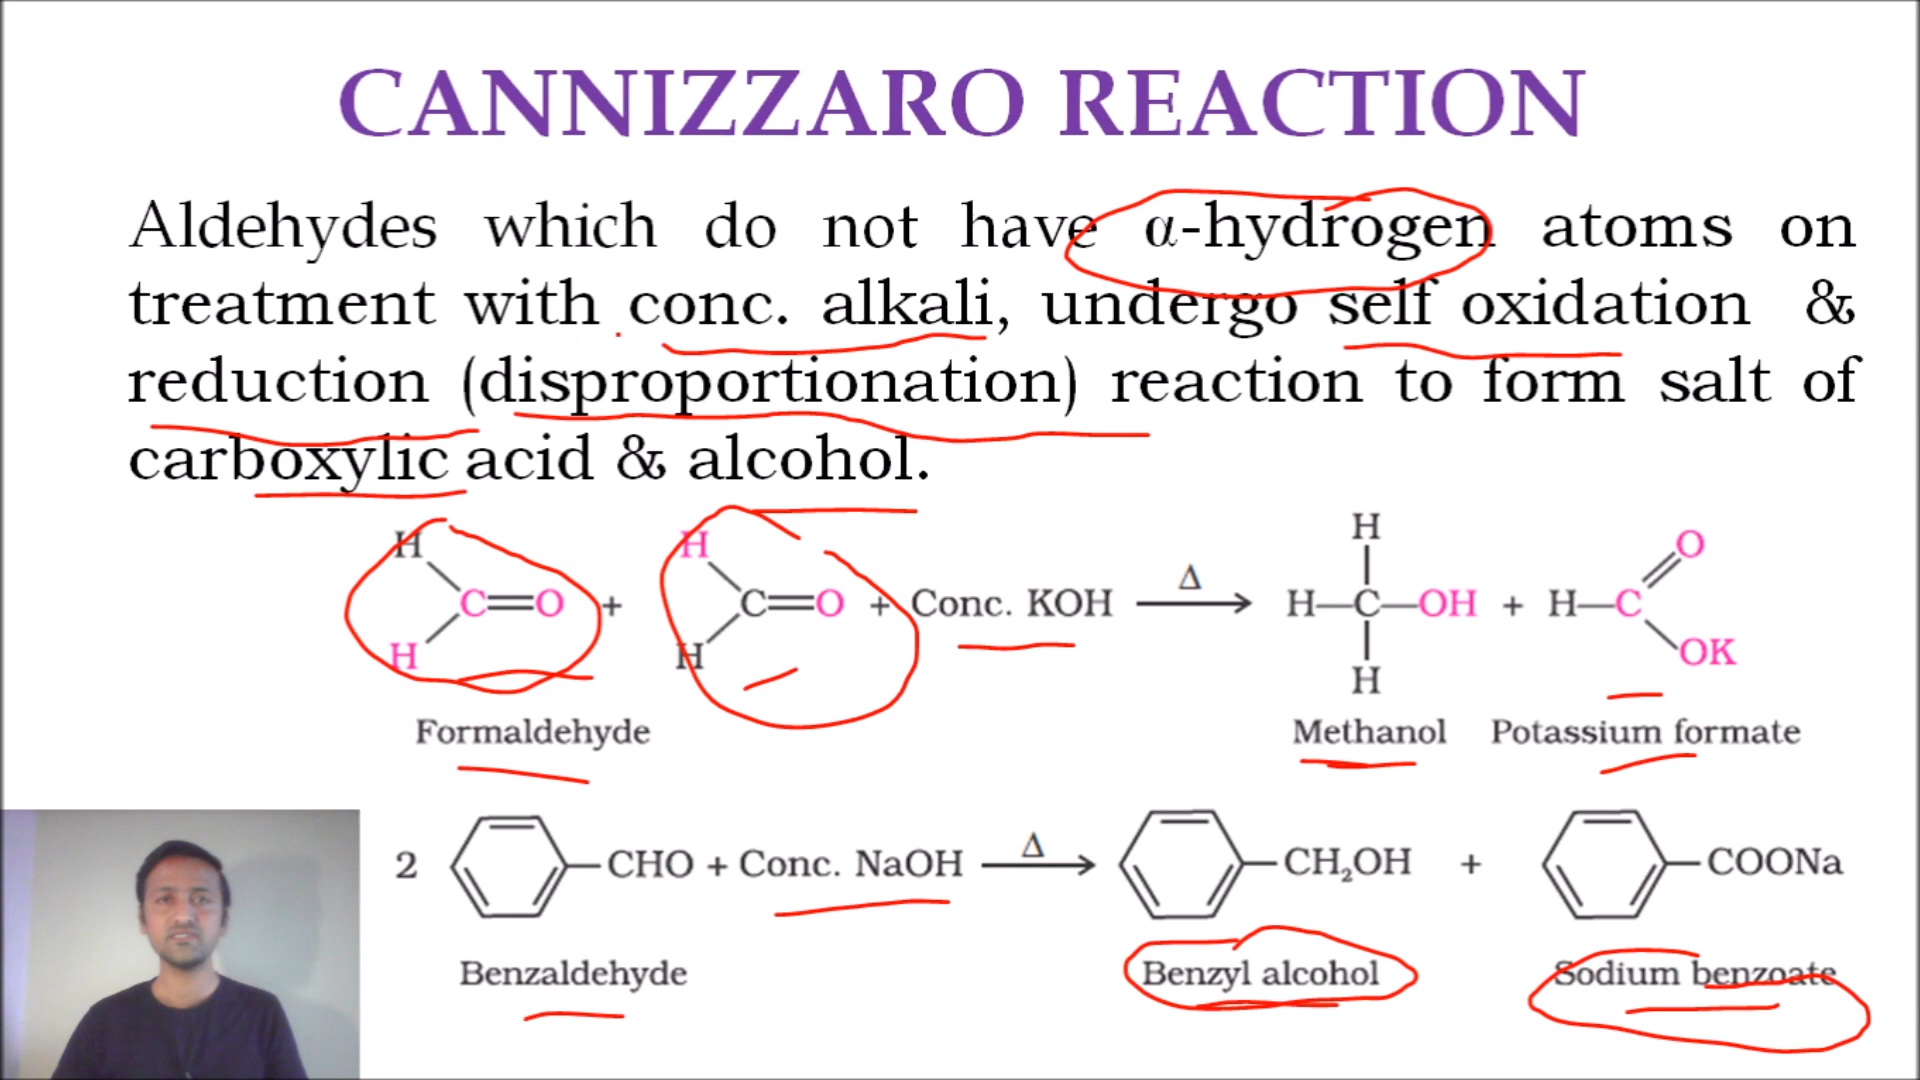 CANNIZZARO REACTION
Aldehydes which do not have α-hydrogen atoms on
treatment with conc. alkali, undergo self oxidation &
reduction (disproportionation) reaction to form salt of
carboxylic acid & alcohol.
H H H O
C=O + C=O + Conc. KOH Δ H—C—OH + H—C
H H H OK
Formaldehyde Methanol Potassium formate
2 —CHO + Conc. NaOH Δ —CH₂OH + —COONa
Benzaldehyde Benzyl alcohol Sodium benzoate